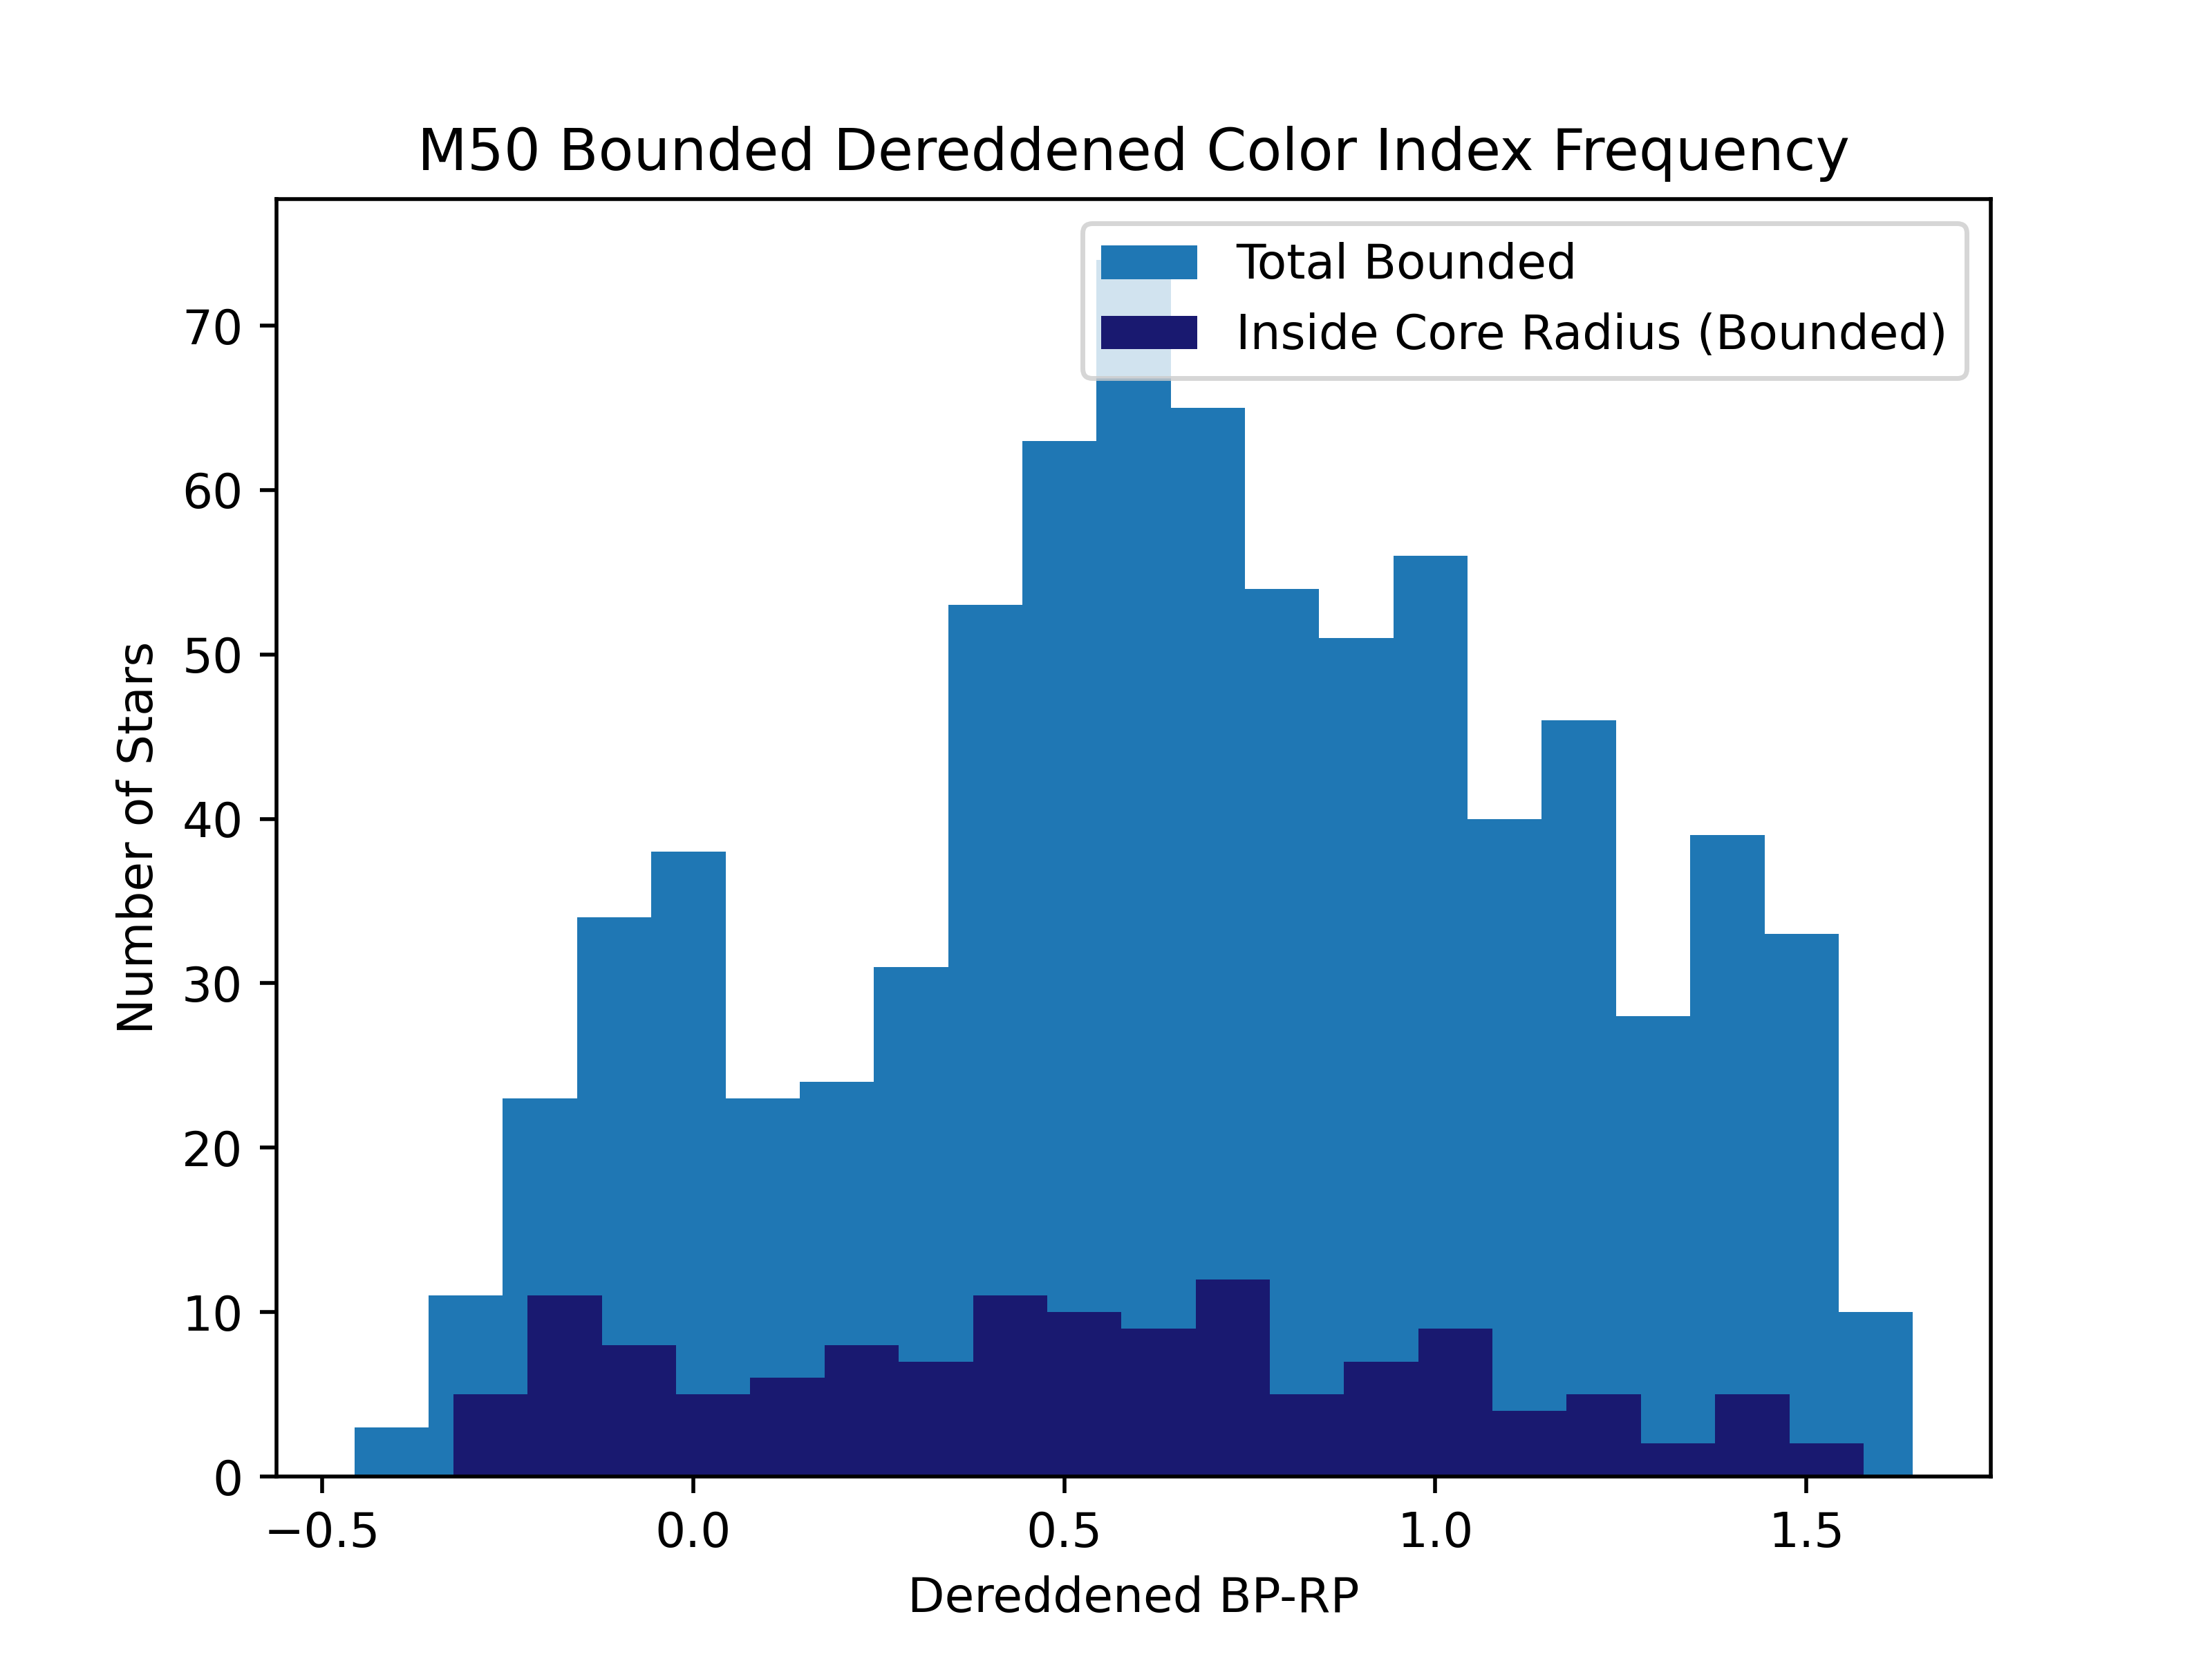 M50 Bounded Dereddened Color Index Frequency
Total Bounded
Inside Core Radius (Bounded)
70
60
50
40
30
20
10
0
Number of Stars
−0.5 0.0 0.5 1.0 1.5
Dereddened BP-RP